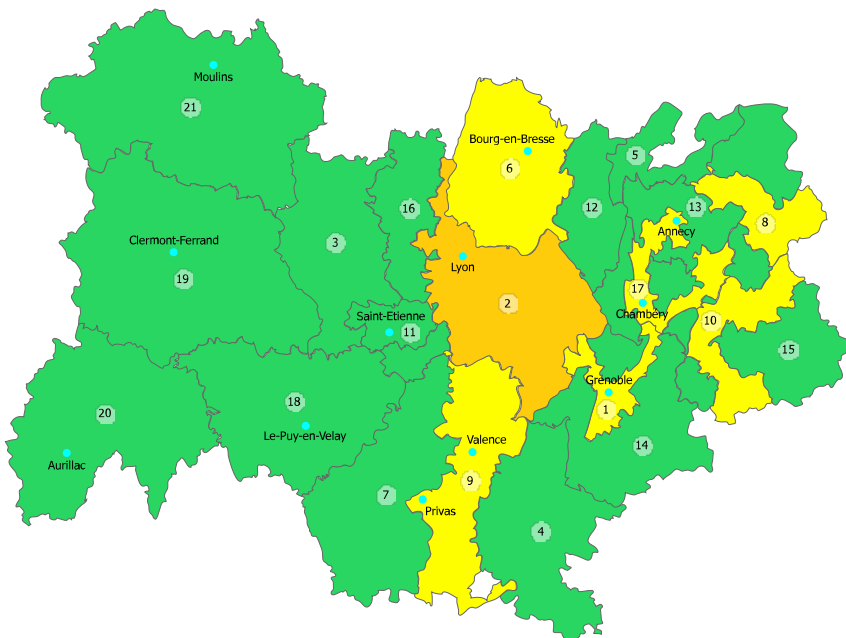 Moulins
21
Bourg-en-Bresse
6
5
16
12
13
8
Annecy
Clermont-Ferrand
3
Lyon
19
17
2
Chambéry
Saint-Etienne
11
10
15
Grenoble
18
1
20
Le-Puy-en-Velay
Valence
14
Aurillac
9
7
Privas
4